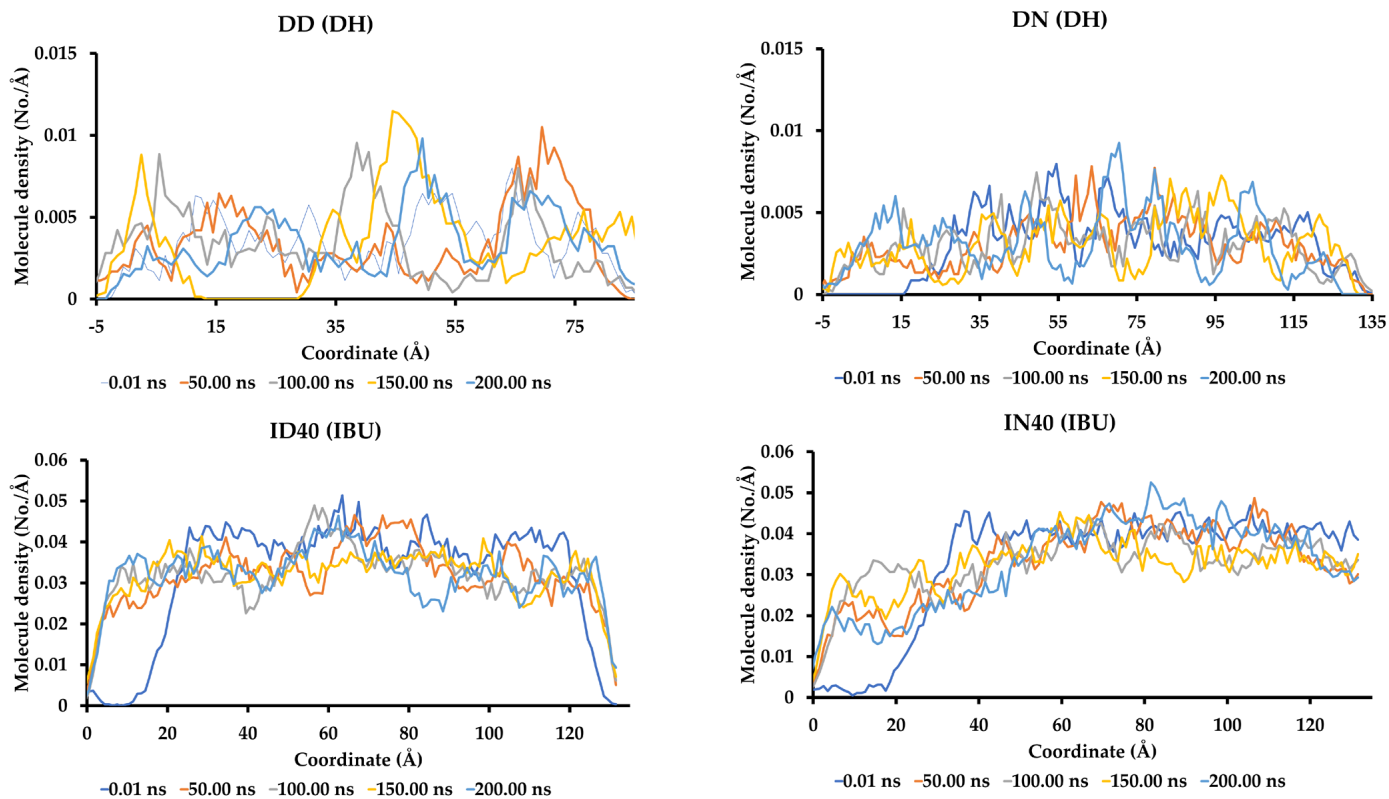 DD (DH)
Molecule density (No./Å)
0.015
0.01
0.005
0
-5 15 35 55 75
Coordinate (Å)
0.01 ns 50.00 ns 100.00 ns 150.00 ns 200.00 ns
DN (DH)
Molecule density (No./Å)
0.015
0.01
0.005
0
-5 15 35 55 75 95 115 135
Coordinate (Å)
0.01 ns 50.00 ns 100.00 ns 150.00 ns 200.00 ns
ID40 (IBU)
Molecule density (No./Å)
0.06
0.05
0.04
0.03
0.02
0.01
0
0 20 40 60 80 100 120
Coordinate (Å)
0.01 ns 50.00 ns 100.00 ns 150.00 ns 200.00 ns
IN40 (IBU)
Molecule density (No./Å)
0.06
0.05
0.04
0.03
0.02
0.01
0
0 20 40 60 80 100 120
Coordinate (Å)
0.01 ns 50.00 ns 100.00 ns 150.00 ns 200.00 ns